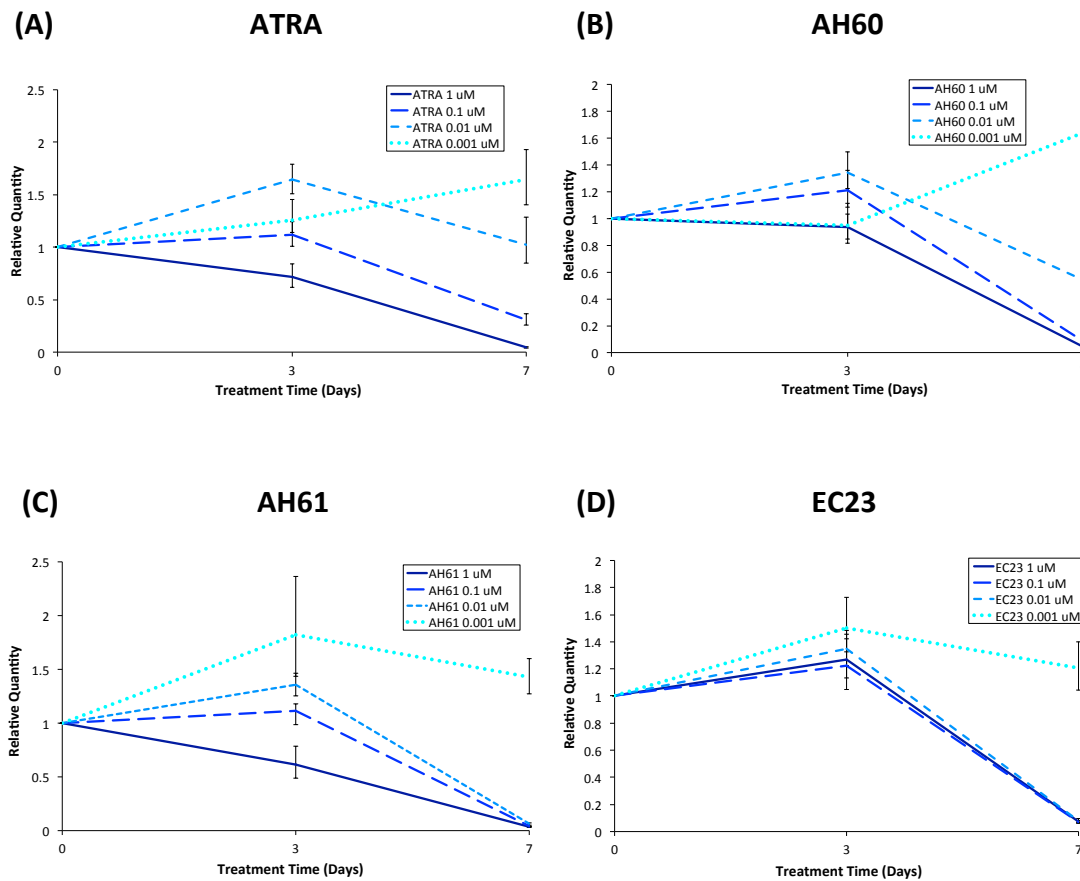 (A) ATRA
2.5
2
1.5
1
0.5
0
Relative Quantity
0 3 7
Treatment Time (Days)
ATRA 1 uM
ATRA 0.1 uM
ATRA 0.01 uM
ATRA 0.001 uM
(B) AH60
2
1.8
1.6
1.4
1.2
1
0.8
0.6
0.4
0.2
0
Relative Quantity
0 3
Treatment Time (Days)
AH60 1 uM
AH60 0.1 uM
AH60 0.01 uM
AH60 0.001 uM
(C) AH61
2.5
2
1.5
1
0.5
0
Relative Quantity
0 3 7
Treatment Time (Days)
AH61 1 uM
AH61 0.1 uM
AH61 0.01 uM
AH61 0.001 uM
(D) EC23
2
1.8
1.6
1.4
1.2
1
0.8
0.6
0.4
0.2
0
Relative Quantity
0 3 7
Treatment Time (Days)
EC23 1 uM
EC23 0.1 uM
EC23 0.01 uM
EC23 0.001 uM